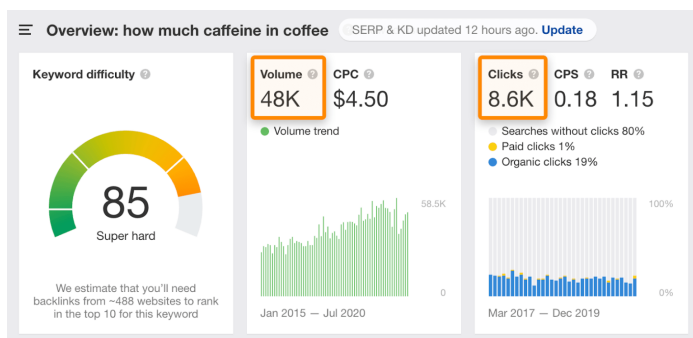 Overview: how much caffeine in coffee
SERP & KD updated 12 hours ago. Update
Keyword difficulty ?
85
Super hard
We estimate that you'll need
backlinks from ~488 websites to rank
in the top 10 for this keyword
Volume ? CPC ?
48K $4.50
Volume trend
58.5K
0
Jan 2015 — Jul 2020
Clicks ? CPS ? RR ?
8.6K 0.18 1.15
Searches without clicks 80%
Paid clicks 1%
Organic clicks 19%
100%
0%
Mar 2017 — Dec 2019